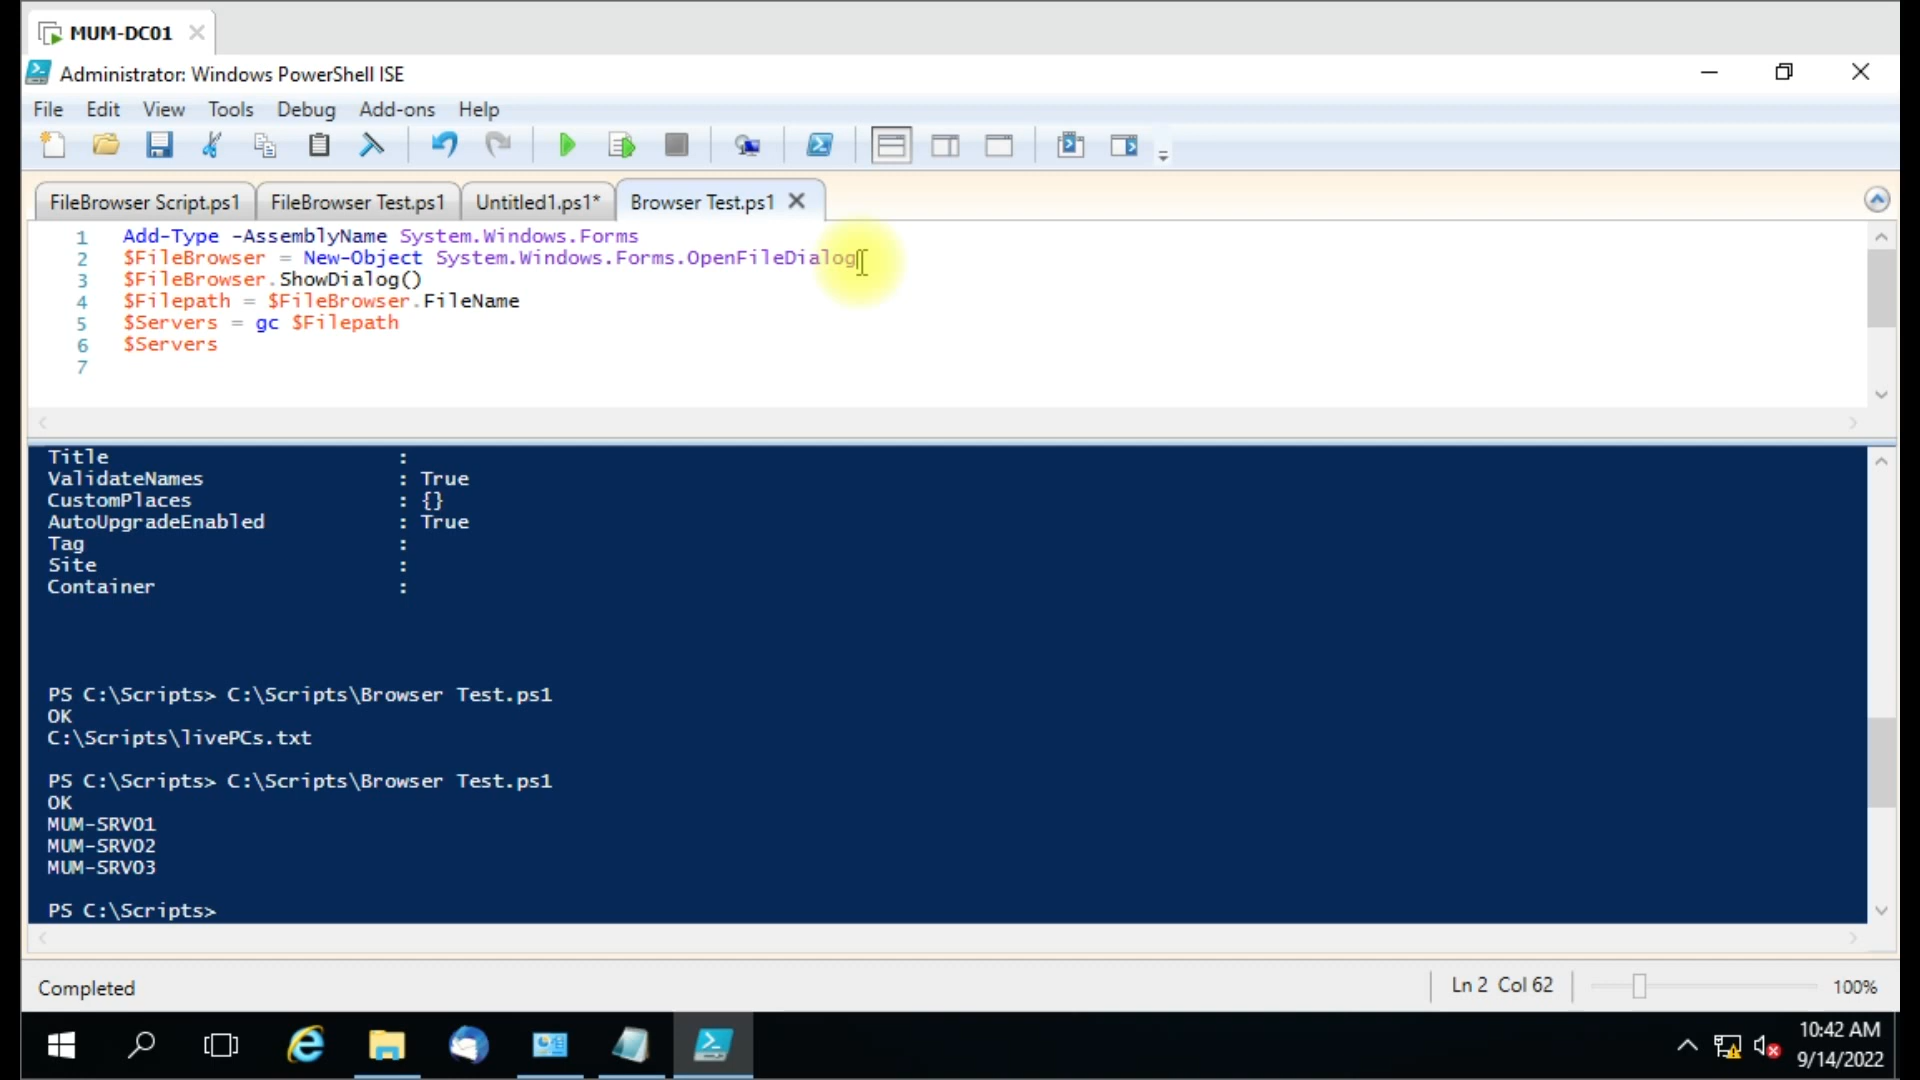 MUM-DC01
Administrator: Windows PowerShell ISE
File Edit View Tools Debug Add-ons Help
FileBrowser Script.ps1 FileBrowser Test.ps1 Untitled1.ps1* Browser Test.ps1
1 Add-Type -AssemblyName System.Windows.Forms
2 $FileBrowser = New-Object System.Windows.Forms.OpenFileDialog
3 $FileBrowser.ShowDialog()
4 $Filepath = $FileBrowser.FileName
5 $Servers = gc $Filepath
6 $Servers
7
Title :
ValidateNames : True
CustomPlaces : {}
AutoUpgradeEnabled : True
Tag :
Site :
Container :
PS C:\Scripts> C:\Scripts\Browser Test.ps1
OK
C:\Scripts\livePCs.txt
PS C:\Scripts> C:\Scripts\Browser Test.ps1
OK
MUM-SRV01
MUM-SRV02
MUM-SRV03
PS C:\Scripts>
Completed Ln 2 Col 62 100%
10:42 AM
9/14/2022